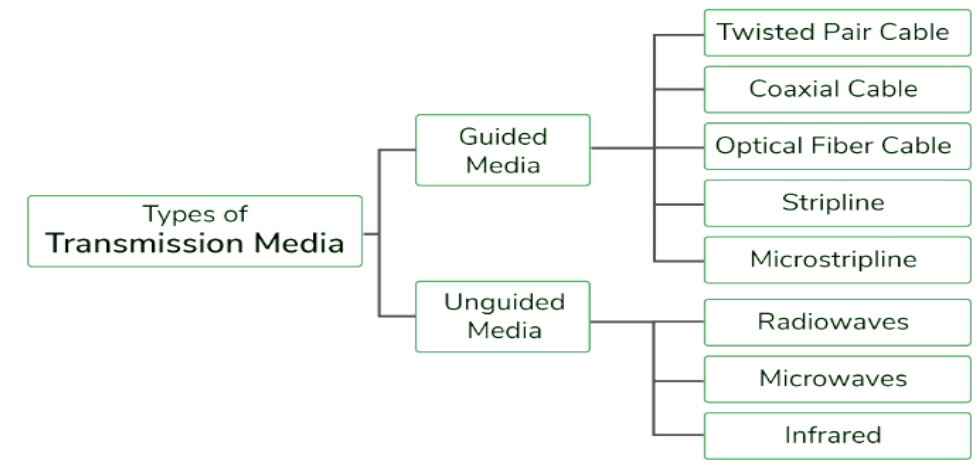 Types of
Transmission Media
Guided
Media
Twisted Pair Cable
Coaxial Cable
Optical Fiber Cable
Stripline
Microstripline
Unguided
Media
Radiowaves
Microwaves
Infrared